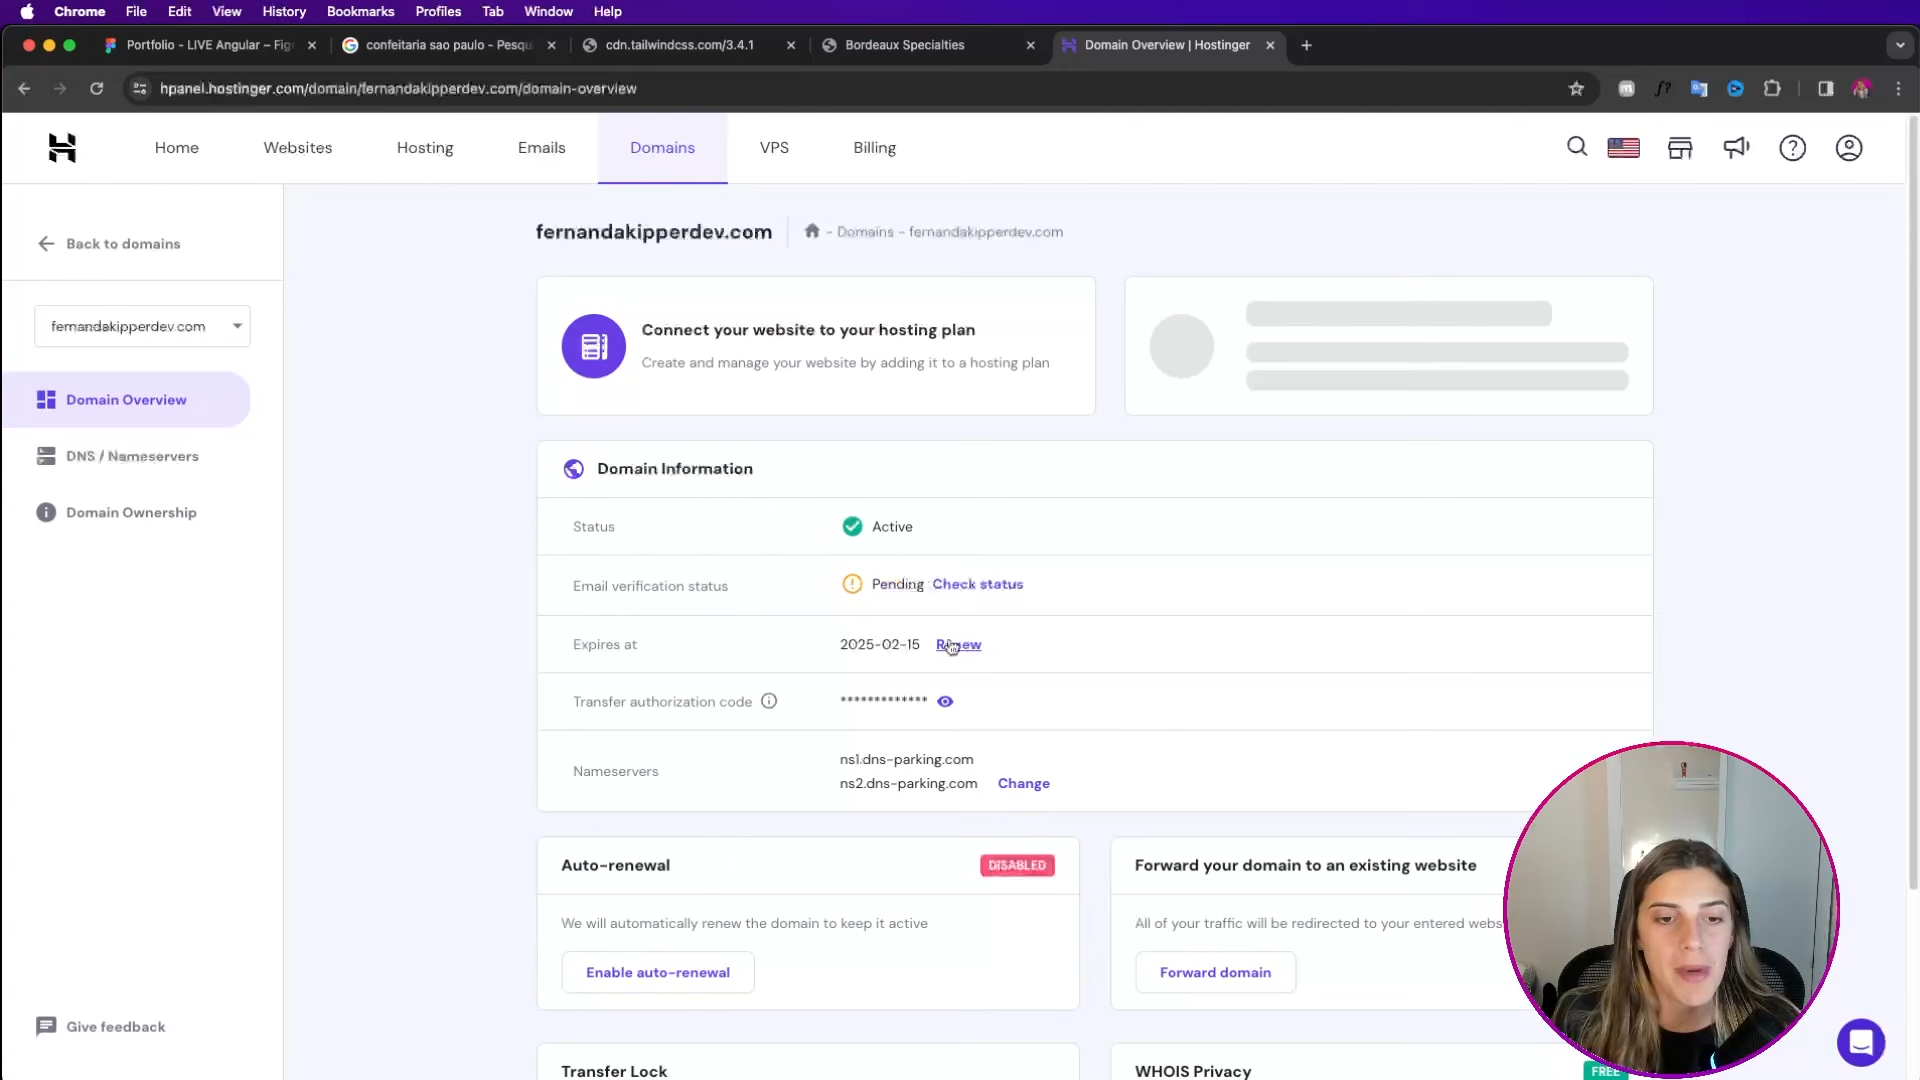 Chrome File Edit View History Bookmarks Profiles Tab Window Help
Portfolio - LIVE Angular – Fig
confeitaria sao paulo - Pesqu
cdn.tailwindcss.com/3.4.1
Bordeaux Specialties
Domain Overview | Hostinger
hpanel.hostinger.com/domain/fernandakipperdev.com/domain-overview
Home Websites Hosting Emails Domains VPS Billing
Back to domains
fernandakipperdev.com
Domain Overview
DNS / Nameservers
Domain Ownership
Give feedback
fernandakipperdev.com
- Domains - fernandakipperdev.com
Connect your website to your hosting plan
Create and manage your website by adding it to a hosting plan
Domain Information
Status Active
Email verification status Pending Check status
Expires at 2025-02-15 Renew
Transfer authorization code *************
Nameservers
ns1.dns-parking.com
ns2.dns-parking.com Change
Auto-renewal DISABLED
We will automatically renew the domain to keep it active
Enable auto-renewal
Forward your domain to an existing website
All of your traffic will be redirected to your entered webs
Forward domain
Transfer Lock
WHOIS Privacy FREE